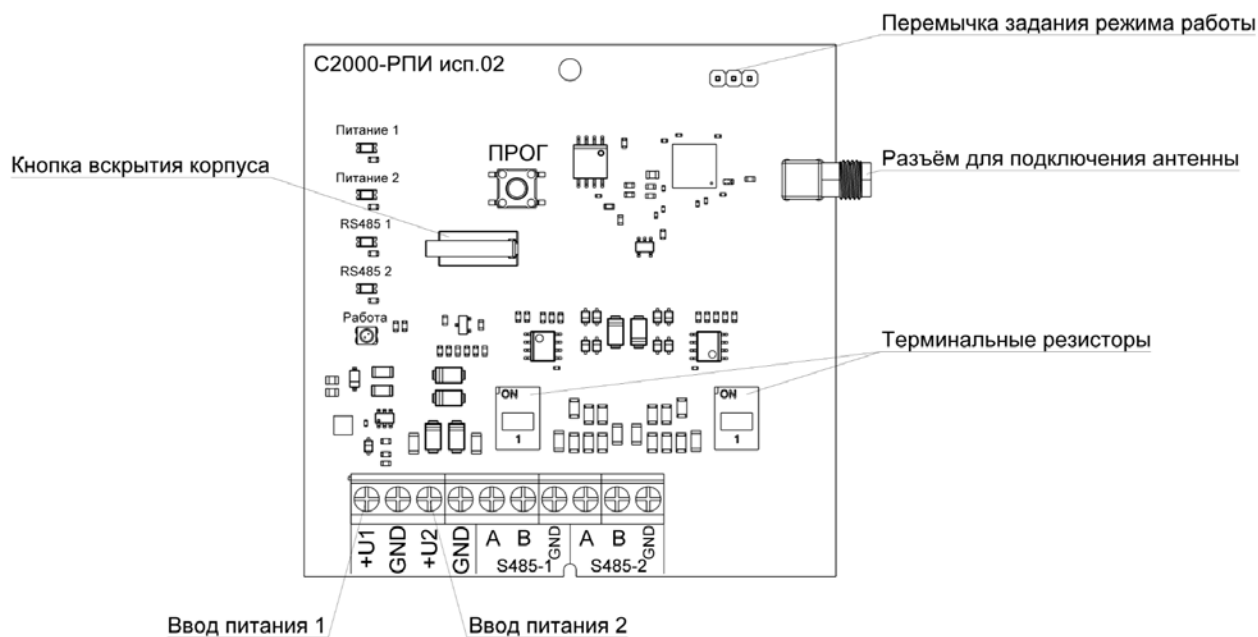 Перемычка задания режима работы
С2000-РПИ исп.02
Питание 1
ПРОГ
Кнопка вскрытия корпуса
Разъём для подключения антенны
Питание 2
RS485 1
RS485 2
Работа
Терминальные резисторы
ON
1
ON
1
+U1
GND
+U2
GND
A
B
GND
A
B
GND
S485-1
S485-2
Ввод питания 1
Ввод питания 2